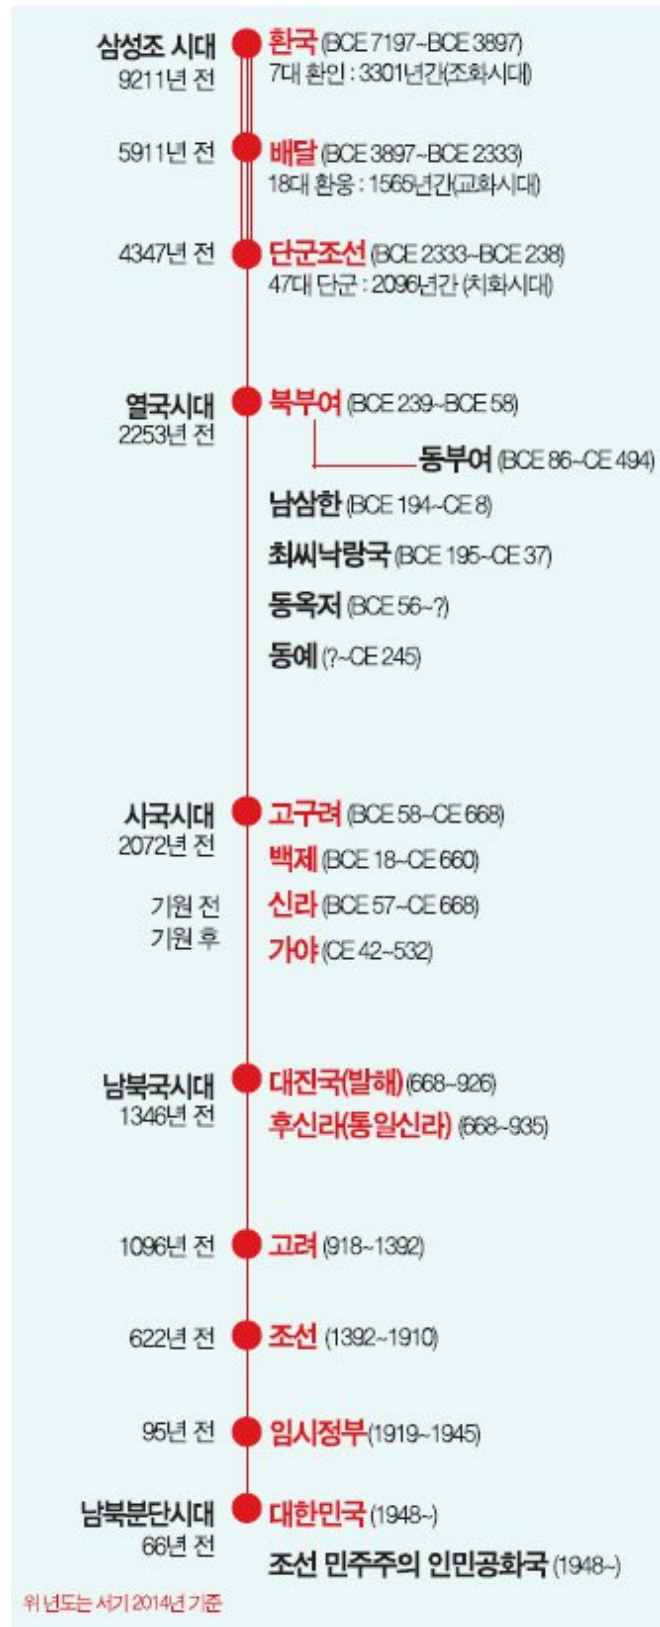 삼성조 시대
9211년 전
환국 (BCE 7197~BCE 3897)
7대 환인 : 3301년간(조화시대)
5911년 전
배달 (BCE 3897~BCE 2333)
18대 환웅 : 1565년간(교화시대)
4347년 전
단군조선 (BCE 2333~BCE 238)
47대 단군 : 2096년간 (치화시대)
열국시대
2253년 전
북부여 (BCE 239~BCE 58)
동부여 (BCE 86~CE 494)
남삼한 (BCE 194~CE 8)
최씨낙랑국 (BCE 195~CE 37)
동옥저 (BCE 56~?)
동예 (?~CE 245)
사국시대
2072년 전
고구려 (BCE 58~CE 668)
백제 (BCE 18~CE 660)
기원 전
기원 후
신라 (BCE 57~CE 668)
가야 (CE 42~532)
남북국시대
1346년 전
대진국(발해) (668~926)
후신라(통일신라) (668~935)
1096년 전
고려 (918~1392)
622년 전
조선 (1392~1910)
95년 전
임시정부(1919~1945)
남북분단시대
66년 전
대한민국 (1948~)
조선 민주주의 인민공화국 (1948~)
위 년도는 서기 2014년 기준